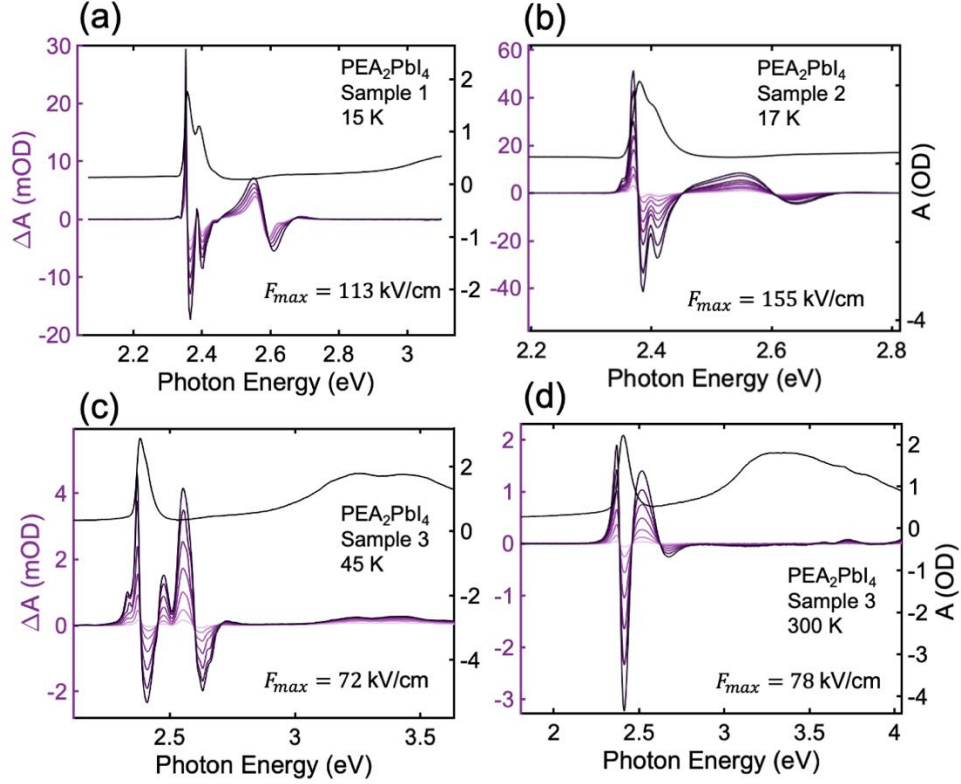 (a)
30
20
10
0
-10
-20
ΔA (mOD)
2
1
0
-1
-2
PEA₂PbI₄
Sample 1
15 K
F_max = 113 kV/cm
2.2 2.4 2.6 2.8 3
Photon Energy (eV)
(b)
60
40
20
0
-20
-40
2
0
-2
-4
A (OD)
PEA₂PbI₄
Sample 2
17 K
F_max = 155 kV/cm
2.2 2.4 2.6 2.8
Photon Energy (eV)
(c)
4
2
0
-2
ΔA (mOD)
2
0
-2
-4
PEA₂PbI₄
Sample 3
45 K
F_max = 72 kV/cm
2.5 3.0 3.5
Photon Energy (eV)
(d)
2
1
0
-1
-2
-3
2
1
0
-1
-2
-3
-4
A (OD)
PEA₂PbI₄
Sample 3
300 K
F_max = 78 kV/cm
2 2.5 3 3.5 4
Photon Energy (eV)